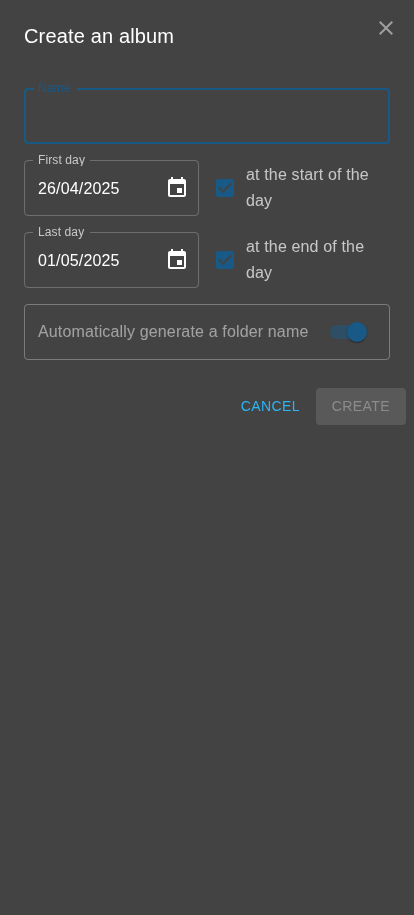 Create an album
Name
First day
26/04/2025
at the start of the
day
Last day
01/05/2025
at the end of the
day
Automatically generate a folder name
CANCEL
CREATE